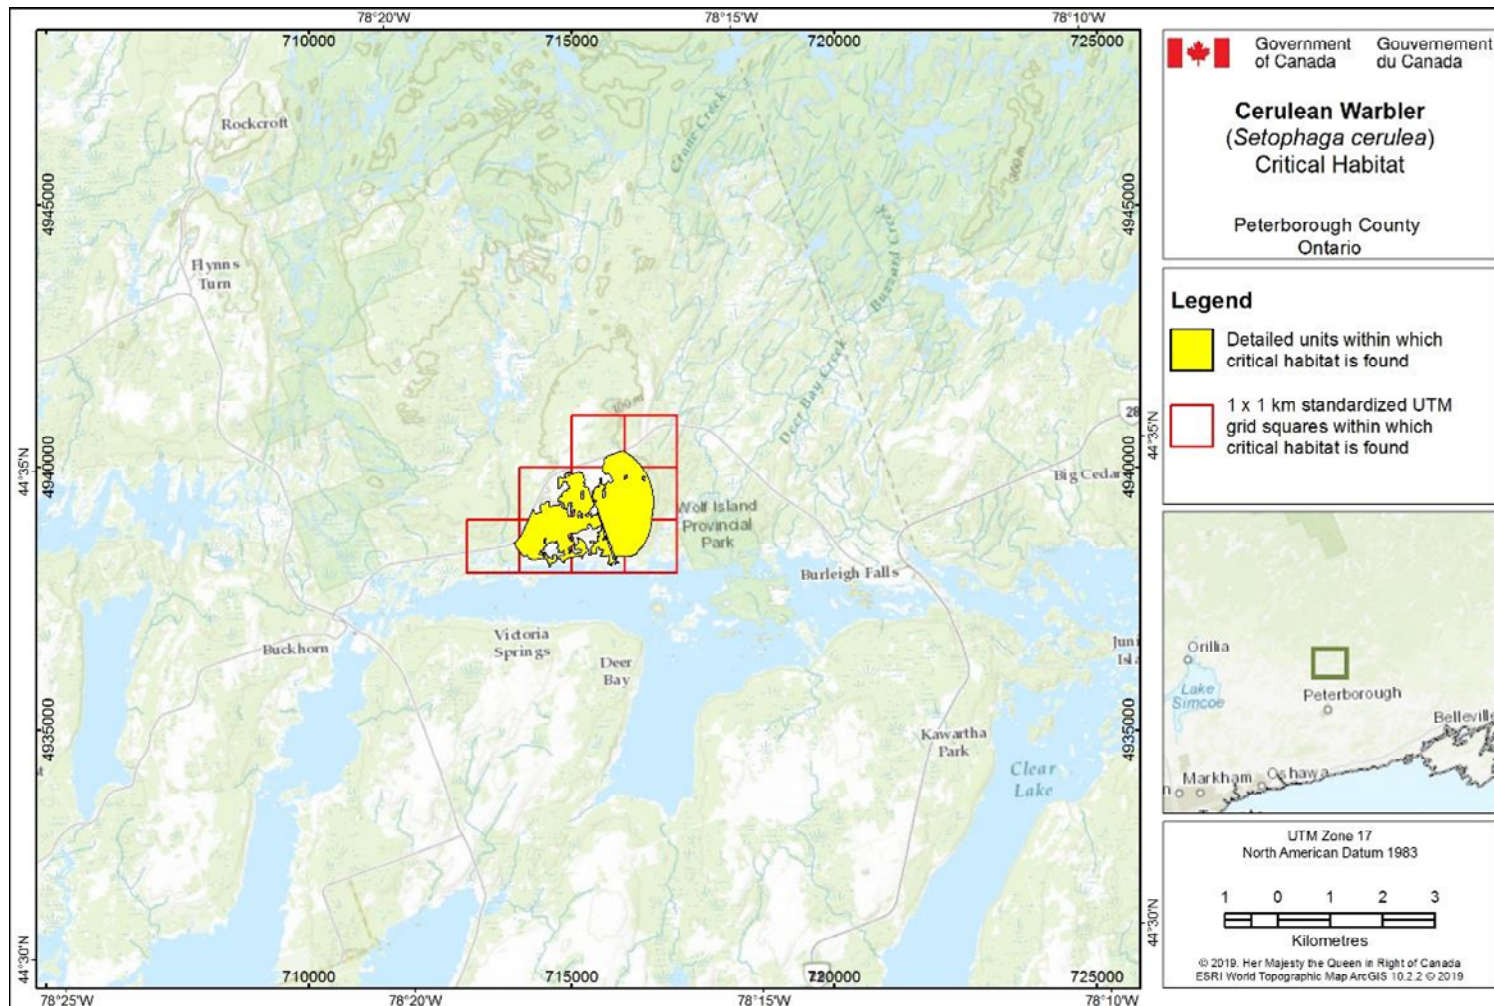 78°20'W
78°15'W
78°10'W
710000
715000
720000
725000
Rockcroft
Crane Creek
300 m
4945000
4945000
Flynns
Turn
Buzzard Creek
Deer Bay Creek
300 m
28
44°35'N
4940000
44°35'N
4940000
Big Cedar
Wolf Island
Provincial
Park
Burleigh Falls
Buckhorn
Victoria
Springs
Deer
Bay
Juni
Isla
4935000
4935000
Kawartha
Park
Clear
Lake
44°30'N
44°30'N
710000
715000
720000
725000
78°25'W
78°20'W
78°15'W
78°10'W
Government
of Canada
Gouvernement
du Canada
Cerulean Warbler
(Setophaga cerulea)
Critical Habitat
Peterborough County
Ontario
Legend
Detailed units within which
critical habitat is found
1 x 1 km standardized UTM
grid squares within which
critical habitat is found
Orillia
Lake
Simcoe
Peterborough
Belleville
Markham
Oshawa
UTM Zone 17
North American Datum 1983
1 0 1 2 3
Kilometres
© 2019. Her Majesty the Queen in Right of Canada
ESRI World Topographic Map ArcGIS 10.2.2 © 2019